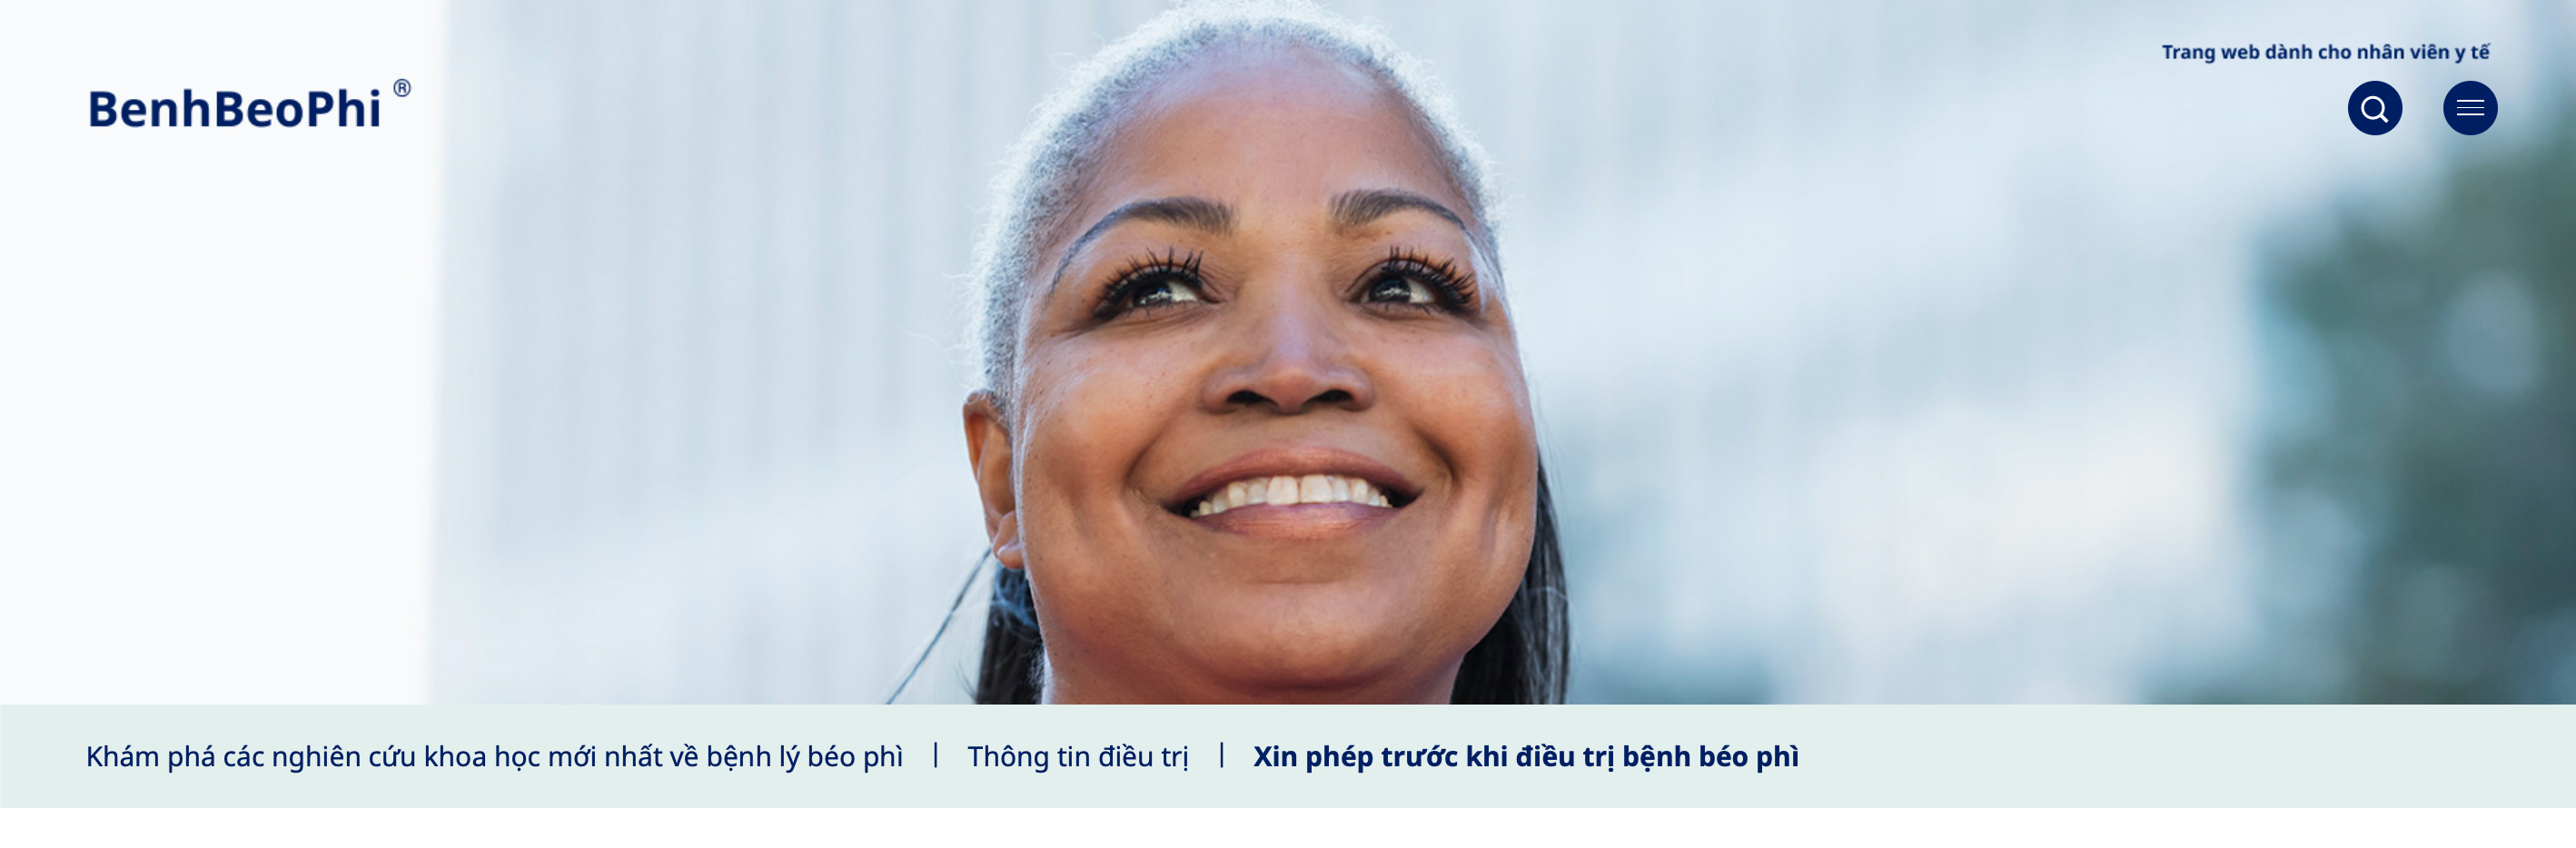 Trang web dành cho nhân viên y tế
BenhBeoPhi ®
Khám phá các nghiên cứu khoa học mới nhất về bệnh lý béo phì | Thông tin điều trị | Xin phép trước khi điều trị bệnh béo phì